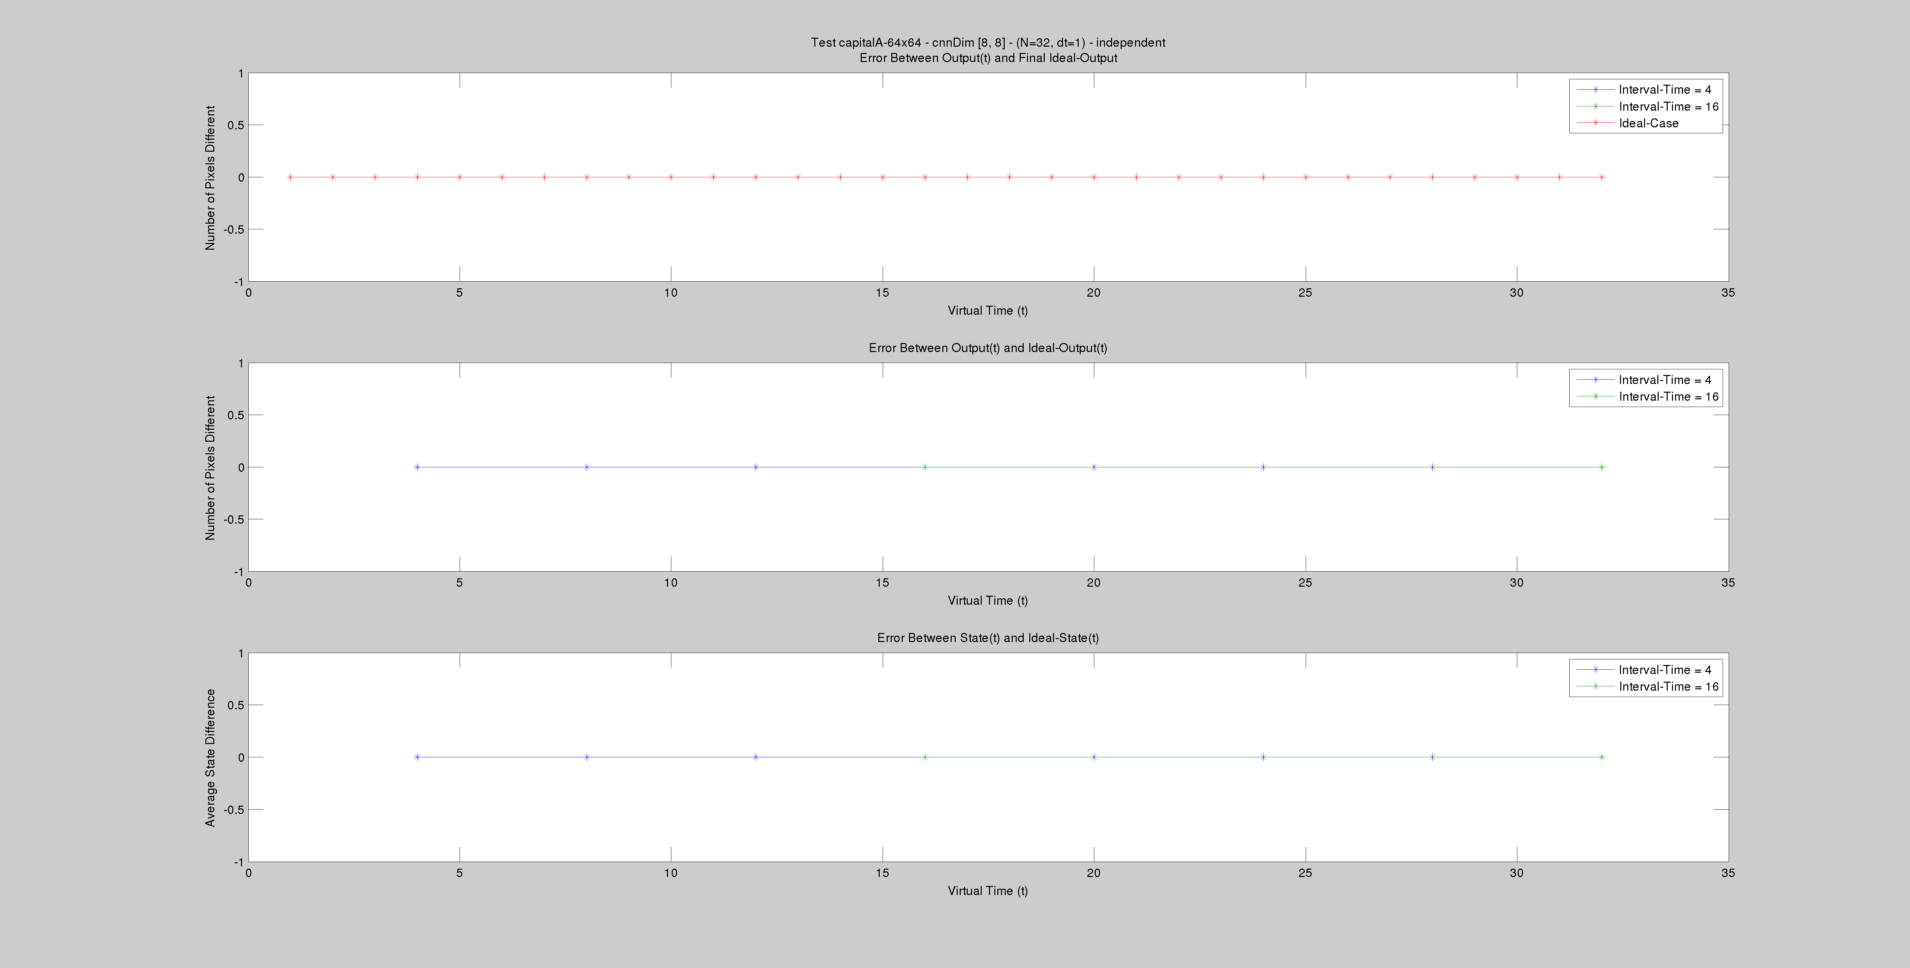 Test capitalA-64x64 - cnnDim [8, 8] - (N=32, dt=1) - independent
Error Between Output(t) and Final Ideal-Output
Number of Pixels Different
1
0.5
0
-0.5
-1
0 5 10 15 20 25 30 35
Virtual Time (t)
Interval-Time = 4
Interval-Time = 16
Ideal-Case
Error Between Output(t) and Ideal-Output(t)
Number of Pixels Different
1
0.5
0
-0.5
-1
0 5 10 15 20 25 30 35
Virtual Time (t)
Interval-Time = 4
Interval-Time = 16
Error Between State(t) and Ideal-State(t)
Average State Difference
1
0.5
0
-0.5
-1
0 5 10 15 20 25 30 35
Virtual Time (t)
Interval-Time = 4
Interval-Time = 16